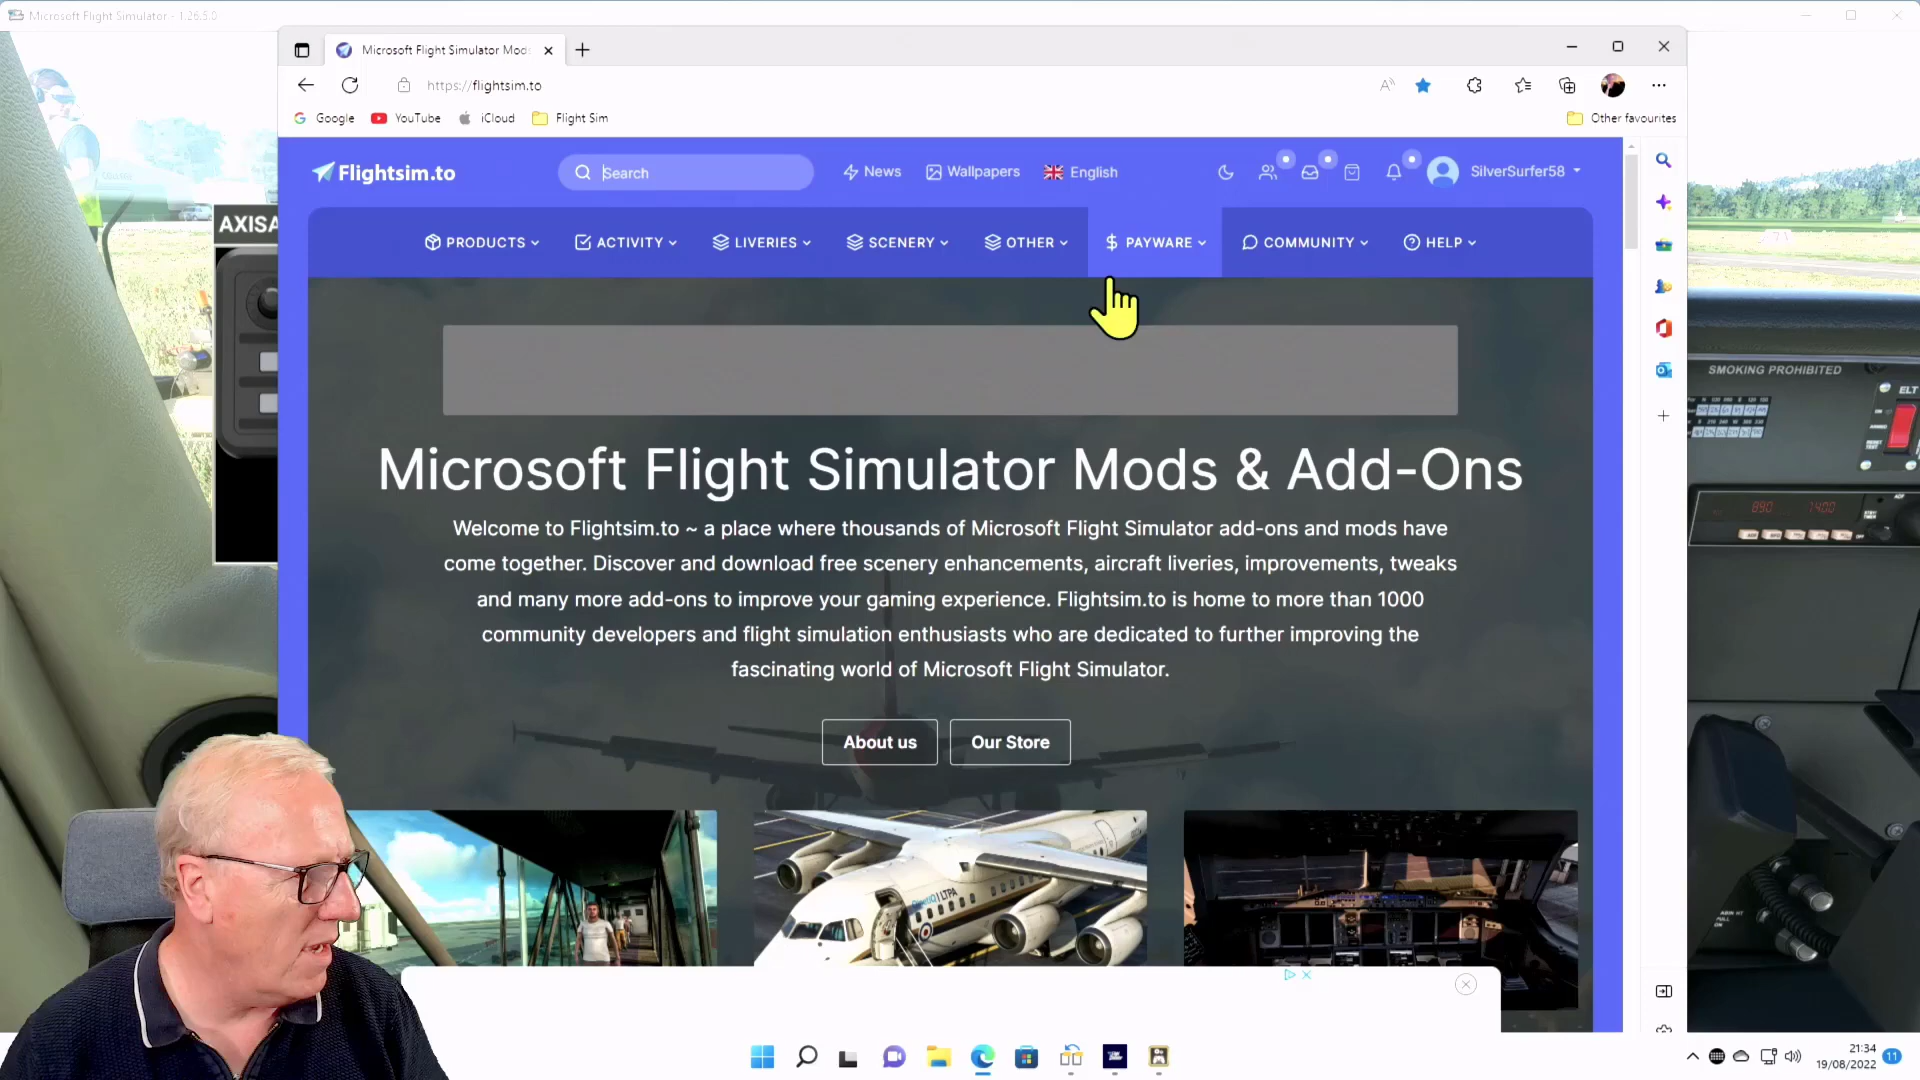 Microsoft Flight Simulator - 1.26.5.0
Microsoft Flight Simulator Mods
https://flightsim.to
Google
YouTube
iCloud
Flight Sim
Other favourites
Flightsim.to
Search
News
Wallpapers
English
SilverSurfer58
PRODUCTS
ACTIVITY
LIVERIES
SCENERY
OTHER
PAYWARE
COMMUNITY
HELP
AXISA
Microsoft Flight Simulator Mods & Add-Ons
Welcome to Flightsim.to ~ a place where thousands of Microsoft Flight Simulator add-ons and mods have
come together. Discover and download free scenery enhancements, aircraft liveries, improvements, tweaks
and many more add-ons to improve your gaming experience. Flightsim.to is home to more than 1000
community developers and flight simulation enthusiasts who are dedicated to further improving the
fascinating world of Microsoft Flight Simulator.
About us
Our Store
SMOKING PROHIBITED
ELT
890
1400
LTPA
21:34
19/08/2022
11